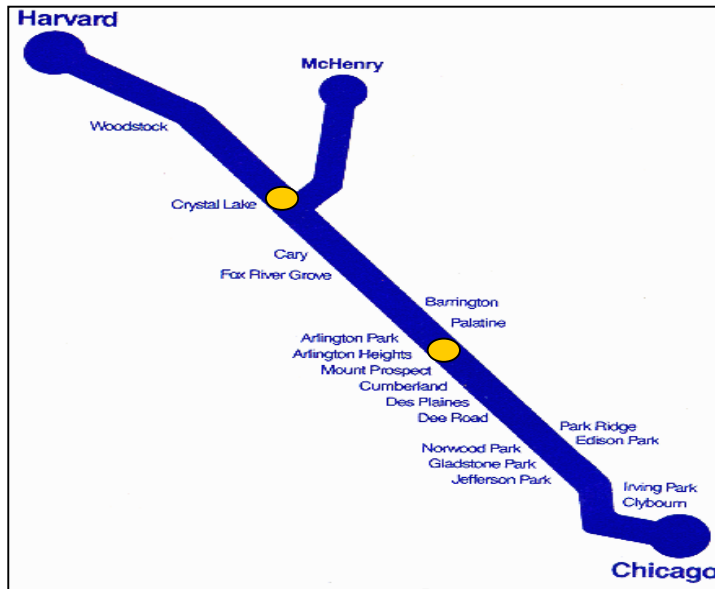 Harvard
McHenry
Woodstock
Crystal Lake
Cary
Fox River Grove
Barrington
Palatine
Arlington Park
Arlington Heights
Mount Prospect
Cumberland
Des Plaines
Dee Road
Park Ridge
Edison Park
Norwood Park
Gladstone Park
Jefferson Park
Irving Park
Clybourn
Chicago